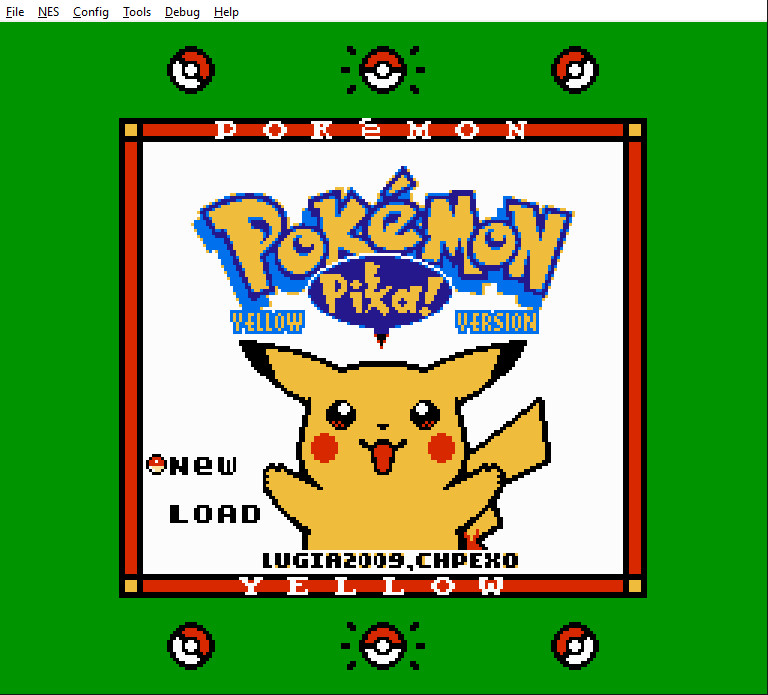 File NES Config Tools Debug Help
POKéMON
POKéMON
Pika!
YELLOW VERSION
NEW
LOAD
LUGIA2009,CHPEXO
YELLOW